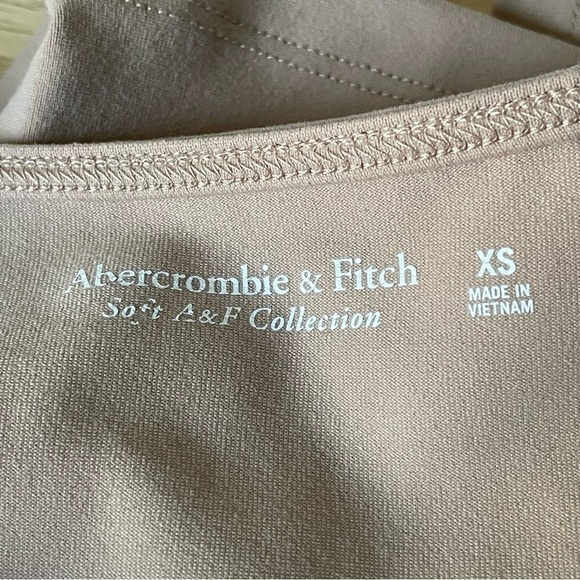 Abercrombie & Fitch
Soft A&F Collection
XS
MADE IN
VIETNAM